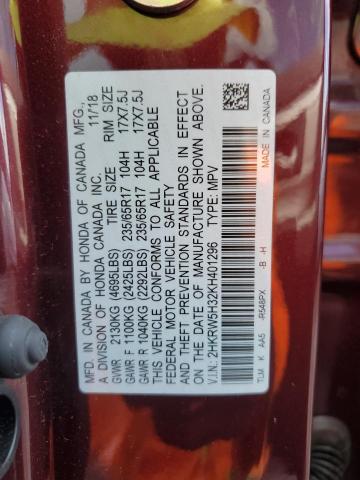 MFD. IN CANADA BY HONDA OF CANADA MFG.,
A DIVISION OF HONDA CANADA INC. 11/18
TIRE SIZE RIM SIZE
GVWR 2130KG (4695LBS)
GAWR F 1100KG (2425LBS) 235/65R17 104H 17X7.5J
GAWR R 1040KG (2292LBS) 235/65R17 104H 17X7.5J
THIS VEHICLE CONFORMS TO ALL APPLICABLE
FEDERAL MOTOR VEHICLE SAFETY AND
THEFT PREVENTION STANDARDS IN EFFECT
ON THE DATE OF MANUFACTURE SHOWN ABOVE.
V.I.N.: 2HKRW5H32KH401296 TYPE: MPV
TLM K AA5 -R548PX -B -H MADE IN CANADA